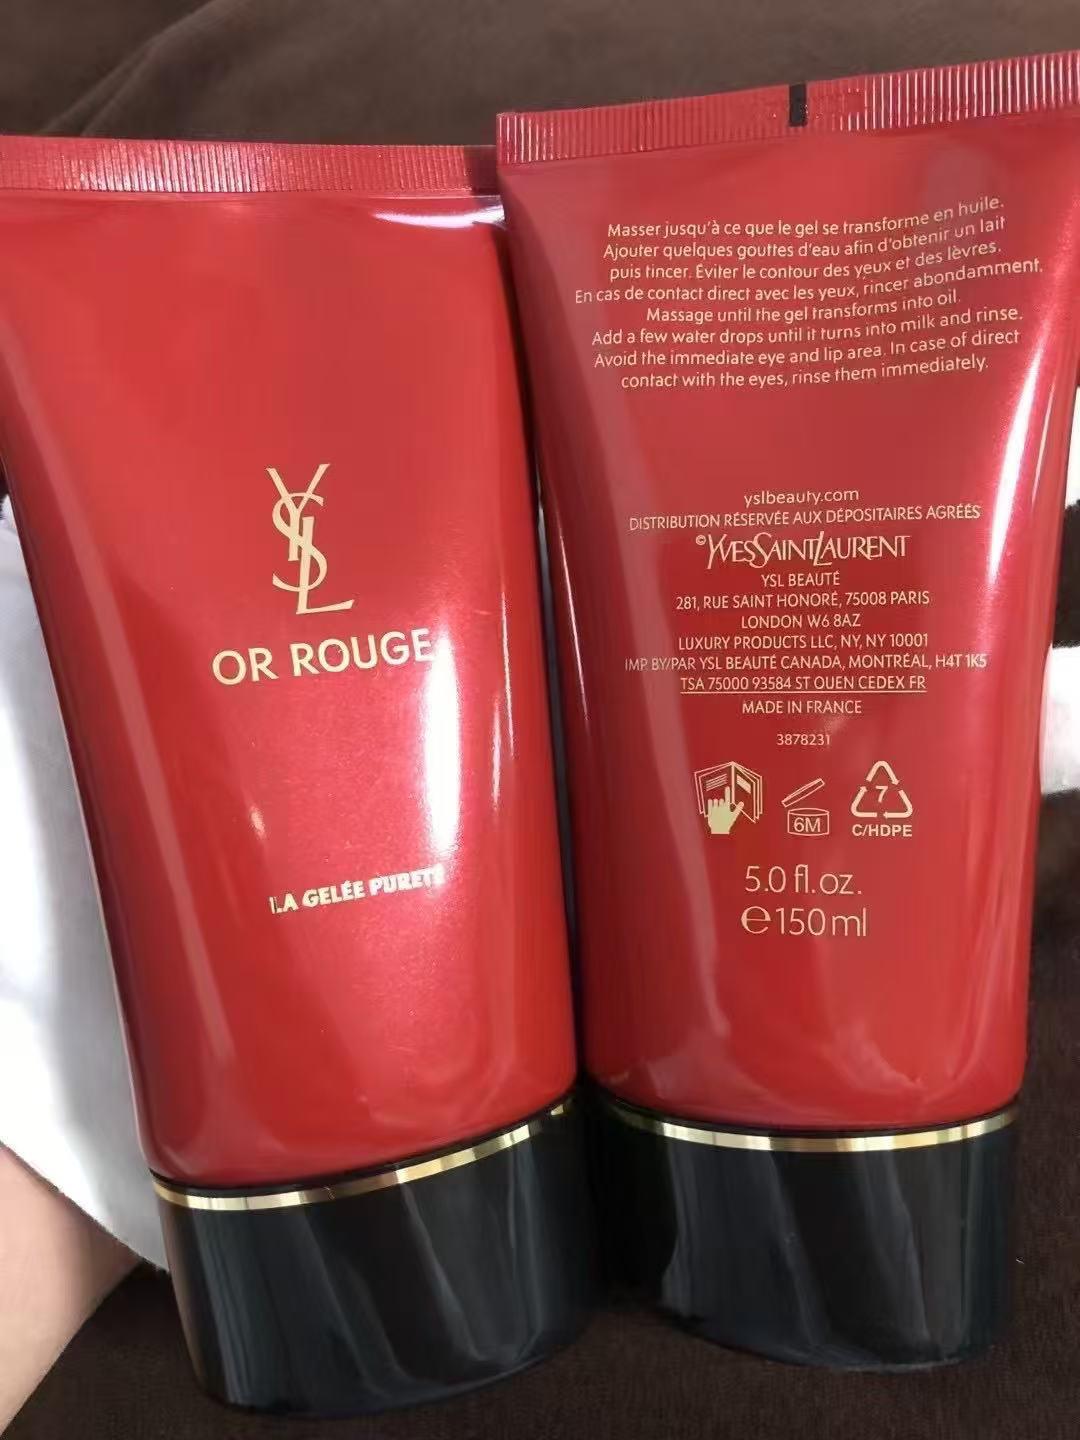 YSL
OR ROUGE
LA GELÉE PURETÉ
Masser jusqu'à ce que le gel se transforme en huile.
Ajouter quelques gouttes d'eau afin d'obtenir un lait
puis tincer. Éviter le contour des yeux et des lèvres.
En cas de contact direct avec les yeux, rincer abondamment.
Massage until the gel transforms into oil.
Add a few water drops until it turns into milk and rinse.
Avoid the immediate eye and lip area. In case of direct
contact with the eyes, rinse them immediately.
yslbeauty.com
DISTRIBUTION RÉSERVÉE AUX DÉPOSITAIRES AGRÉÉS
©YVESSAINTLAURENT
YSL BEAUTÉ
281, RUE SAINT HONORÉ, 75008 PARIS
LONDON W6 8AZ
LUXURY PRODUCTS LLC, NY, NY 10001
IMP. BY/PAR YSL BEAUTÉ CANADA, MONTRÉAL, H4T 1K5
TSA 75000 93584 ST OUEN CEDEX FR
MADE IN FRANCE
3878231
6M
7
C/HDPE
5.0 fl.oz.
℮150ml